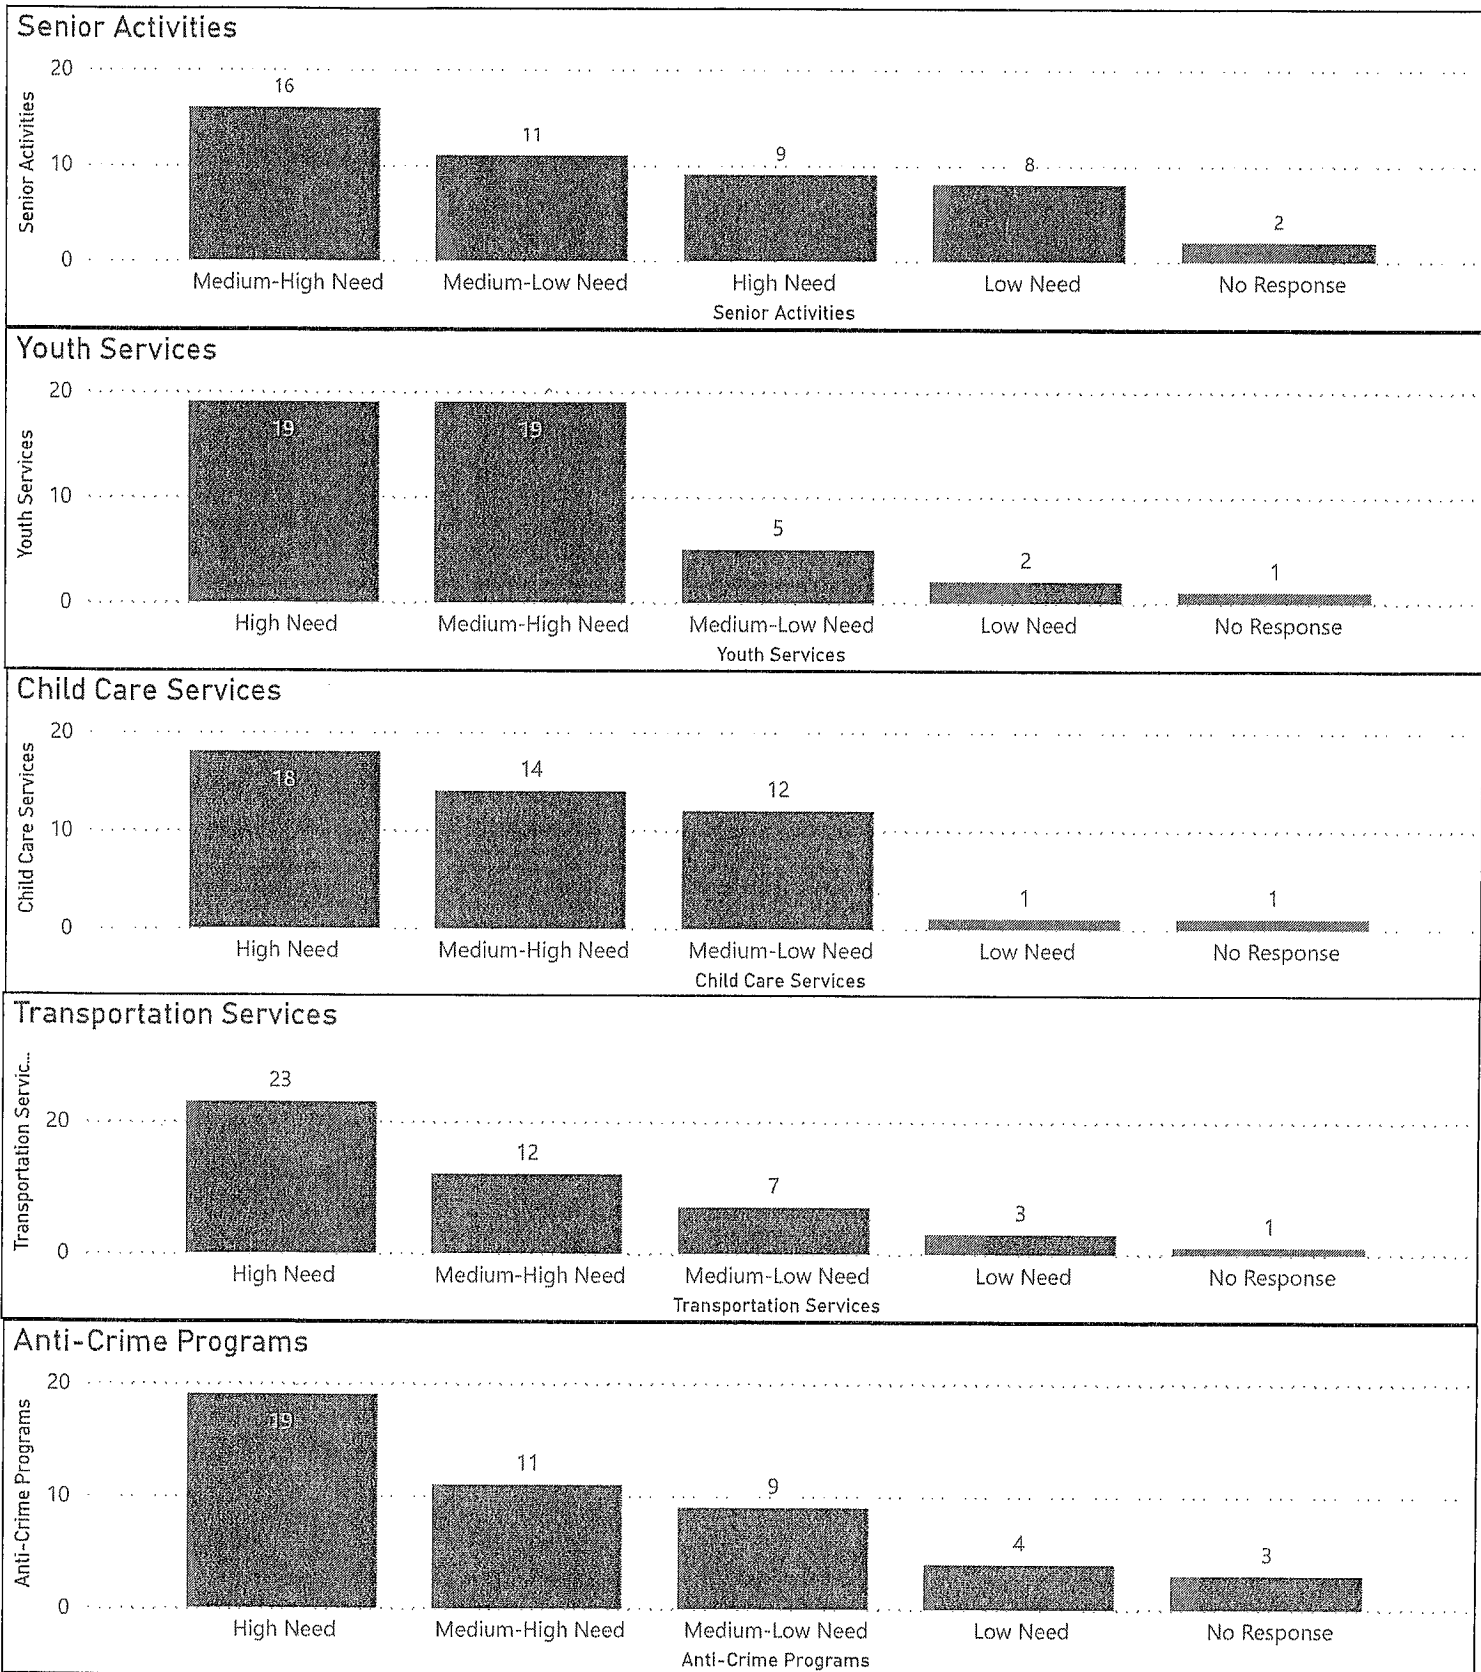 Senior Activities
Senior Activities
20
10
0
16
11
9
8
2
Medium-High Need
Medium-Low Need
High Need
Low Need
No Response
Senior Activities
Youth Services
Youth Services
20
10
0
19
19
5
2
1
High Need
Medium-High Need
Medium-Low Need
Low Need
No Response
Youth Services
Child Care Services
Child Care Services
20
10
0
18
14
12
1
1
High Need
Medium-High Need
Medium-Low Need
Low Need
No Response
Child Care Services
Transportation Services
Transportation Servic...
20
0
23
12
7
3
1
High Need
Medium-High Need
Medium-Low Need
Low Need
No Response
Transportation Services
Anti-Crime Programs
Anti-Crime Programs
20
10
0
19
11
9
4
3
High Need
Medium-High Need
Medium-Low Need
Low Need
No Response
Anti-Crime Programs